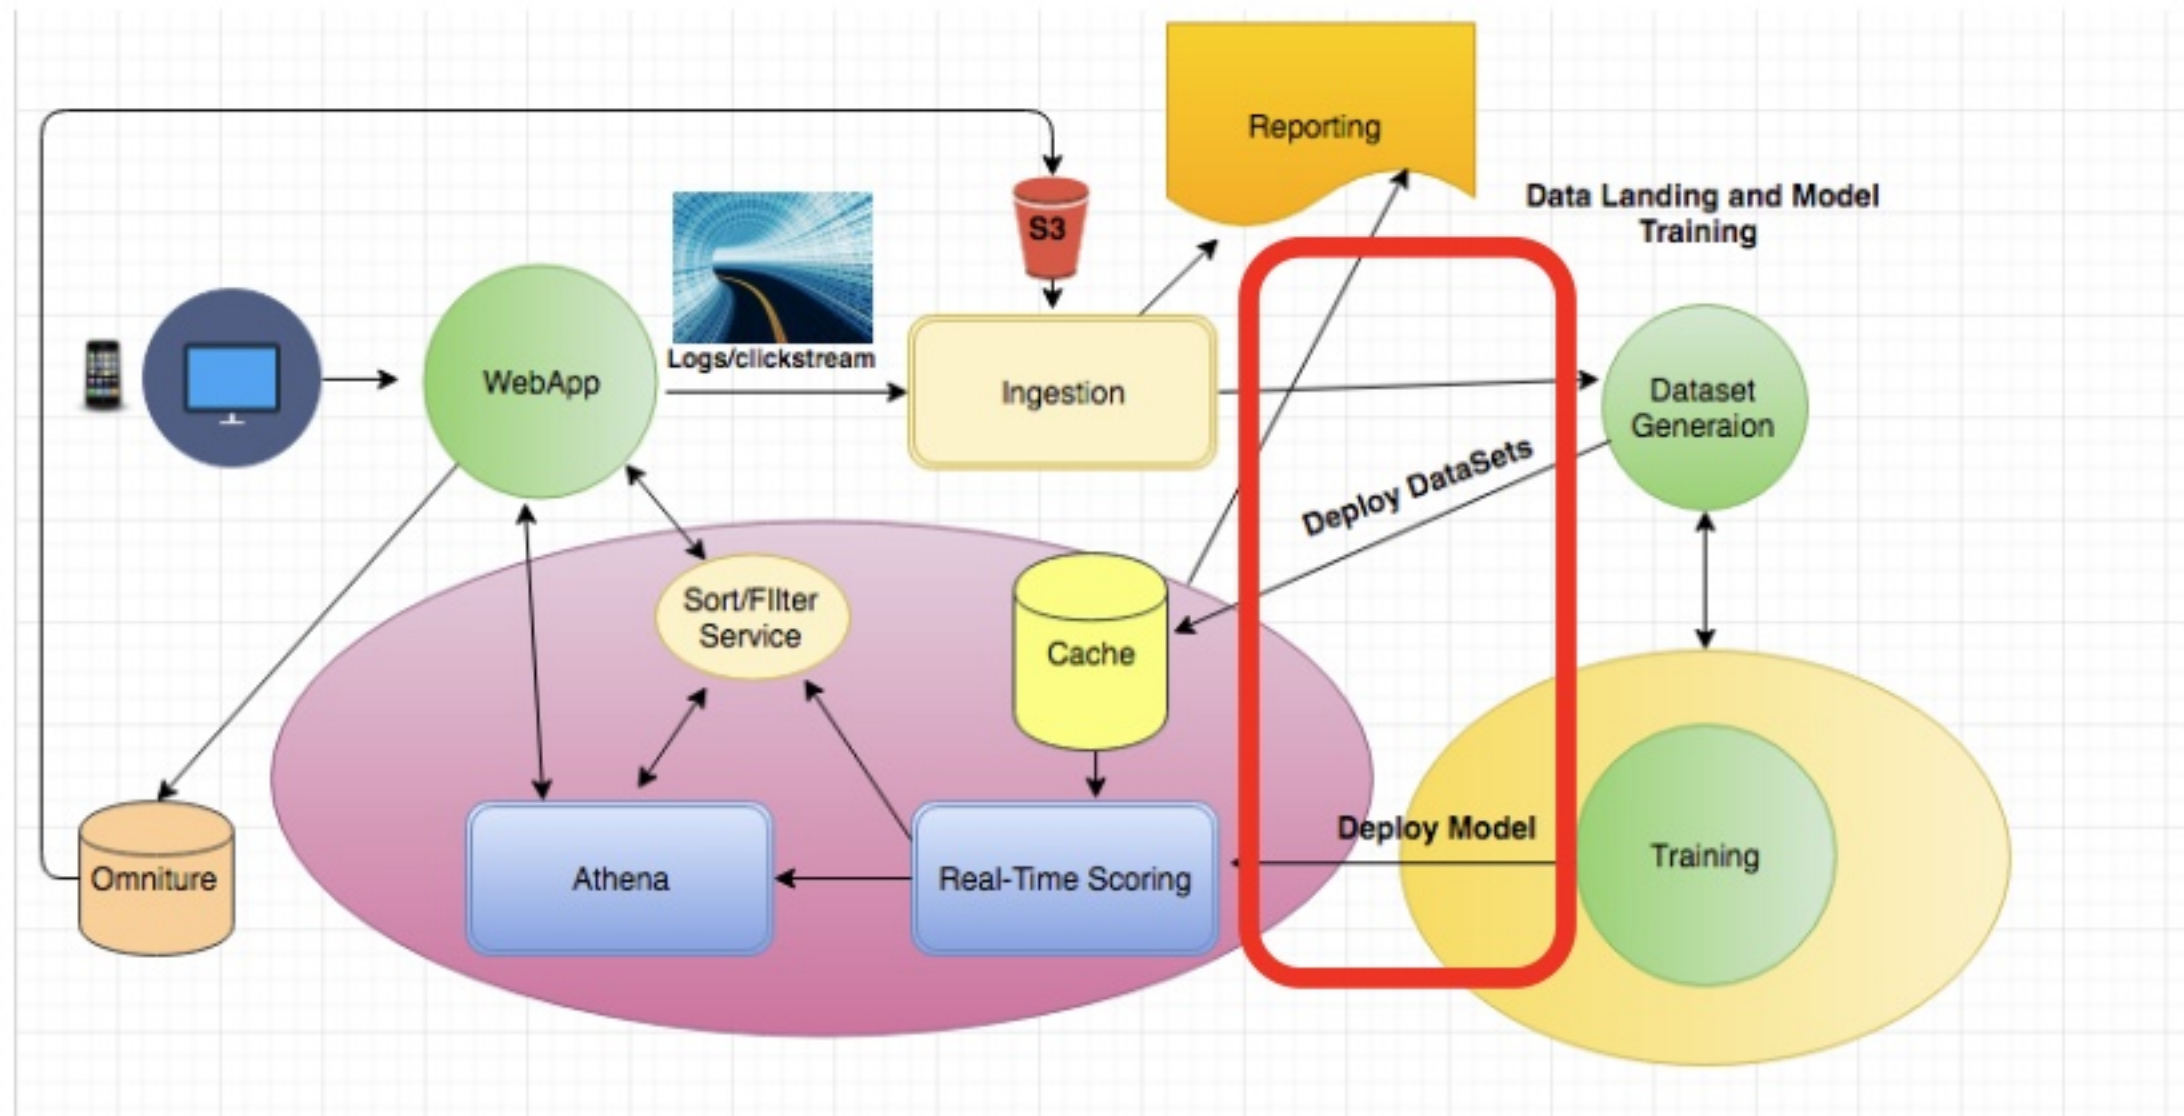 Reporting
Data Landing and Model
Training
S3
Logs/clickstream
WebApp
Ingestion
Dataset
Generaion
Deploy DataSets
Sort/FIlter
Service
Cache
Deploy Model
Omniture
Athena
Real-Time Scoring
Training